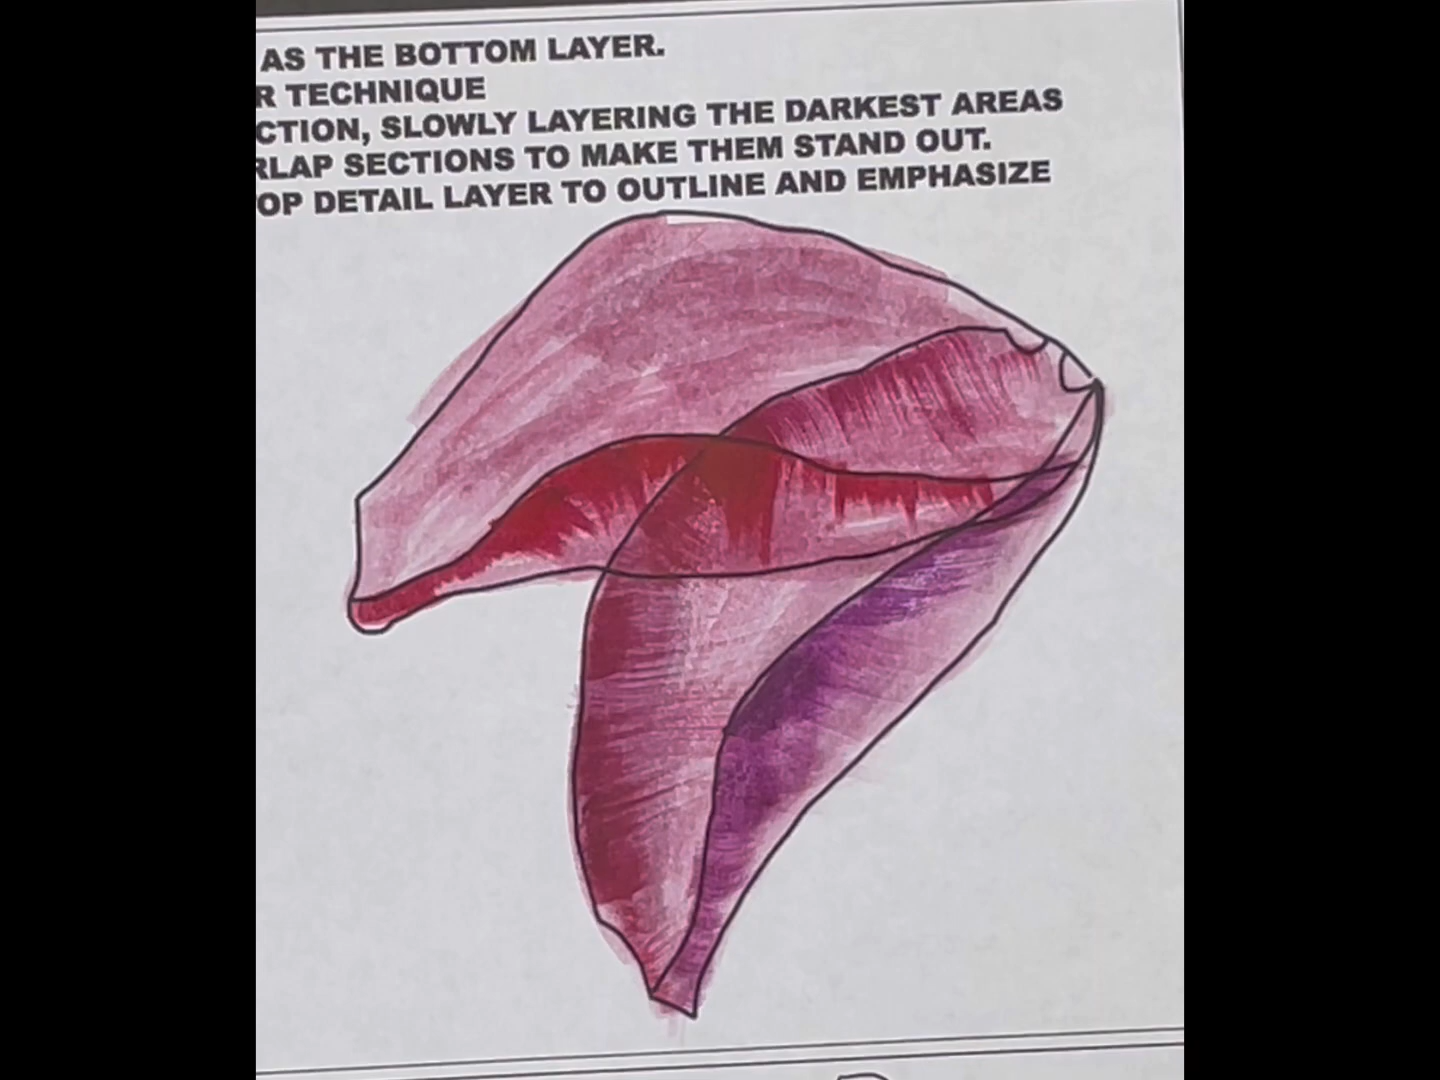 AS THE BOTTOM LAYER.
R TECHNIQUE
CTION, SLOWLY LAYERING THE DARKEST AREAS
RLAP SECTIONS TO MAKE THEM STAND OUT.
OP DETAIL LAYER TO OUTLINE AND EMPHASIZE